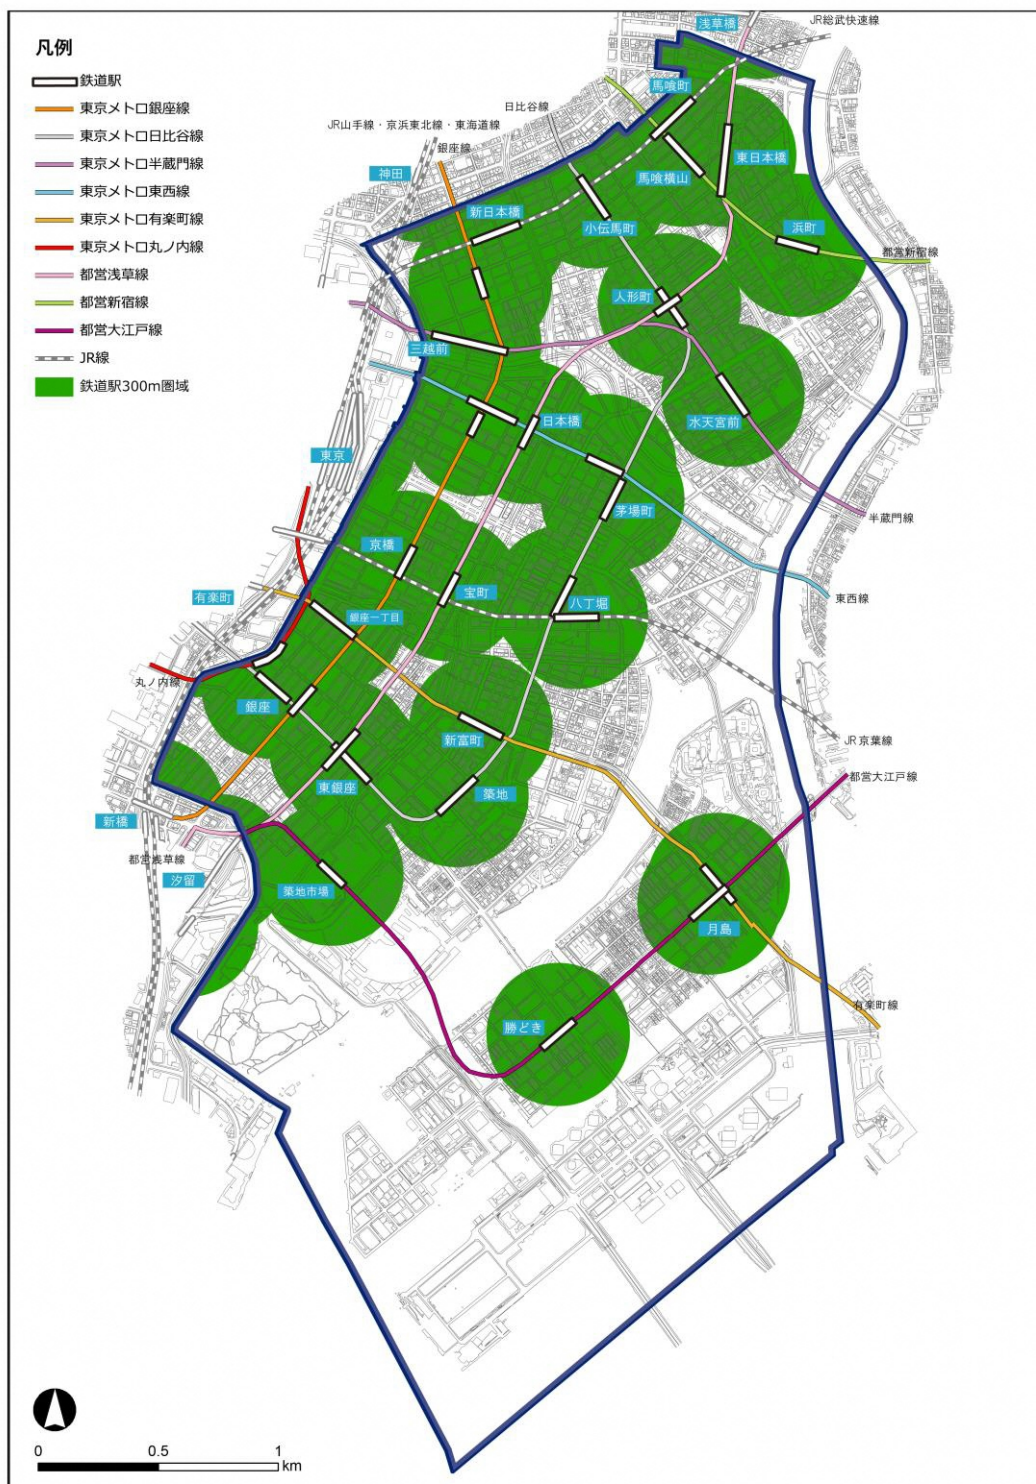 凡例
鉄道駅
東京メトロ銀座線
東京メトロ日比谷線
東京メトロ半蔵門線
東京メトロ東西線
東京メトロ有楽町線
東京メトロ丸ノ内線
都営浅草線
都営新宿線
都営大江戸線
JR線
鉄道駅300m圏域
浅草橋
JR総武快速線
馬喰町
日比谷線
JR山手線・京浜東北線・東海道線
銀座線
神田
東日本橋
馬喰横山
新日本橋
小伝馬町
浜町
都営新宿線
人形町
三越前
日本橋
水天宮前
東京
茅場町
半蔵門線
京橋
宝町
八丁堀
東西線
有楽町
銀座一丁目
丸ノ内線
銀座
新富町
JR京葉線
東銀座
築地
都営大江戸線
新橋
都営浅草線
汐留
築地市場
月島
有楽町線
勝どき
0 0.5 1
km